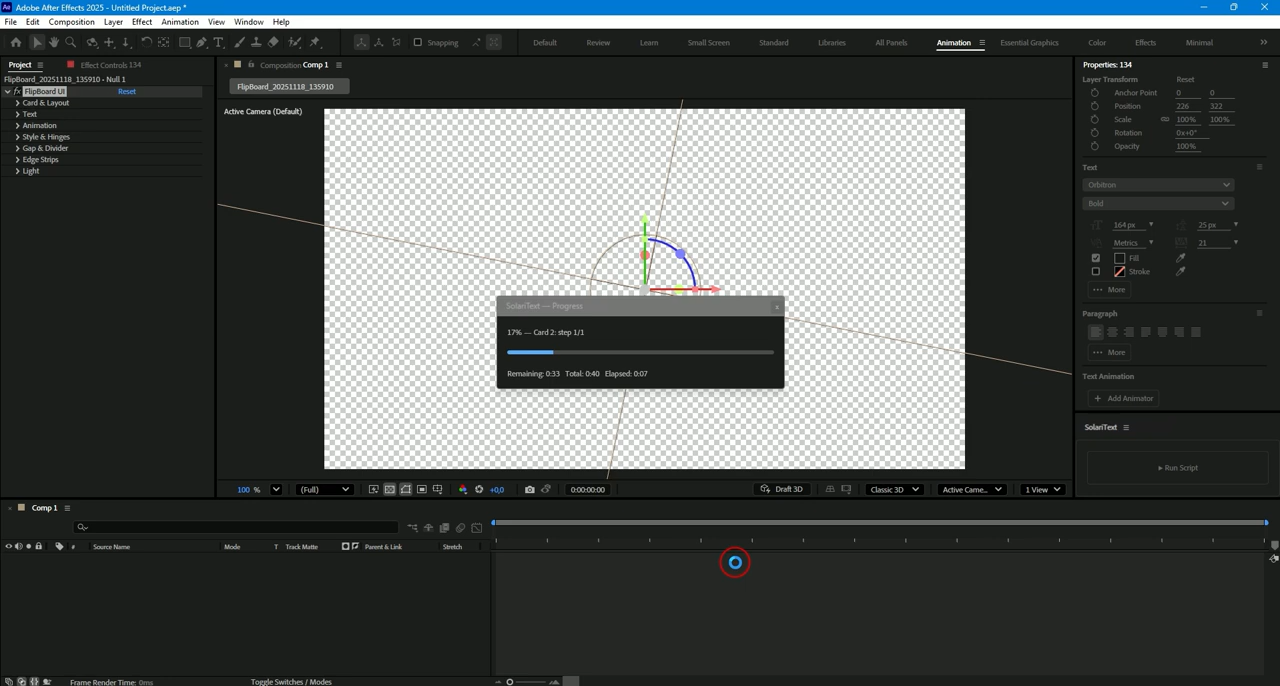 Ae Adobe After Effects 2025 - Untitled Project.aep *
File Edit Composition Layer Effect Animation View Window Help
Snapping
Default Review Learn Small Screen Standard Libraries All Panels Animation Essential Graphics Color Effects Minimal
Project Effect Controls 134
FlipBoard_20251118_135910 - Null 1
fx FlipBoard UI Reset
Card & Layout
Text
Animation
Style & Hinges
Gap & Divider
Edge Strips
Light
Composition Comp 1
FlipBoard_20251118_135910
Active Camera (Default)
SolariText — Progress
17% — Card 2: step 1/1
Remaining: 0:33 Total: 0:40 Elapsed: 0:07
100 % (Full) +0,0 0:00:00:00 Draft 3D Classic 3D Active Came... 1 View
Properties: 134
Layer Transform Reset
Anchor Point 0 0
Position 226 322
Scale 100% 100%
Rotation 0x+0°
Opacity 100%
Text
Orbitron
Bold
164 px 25 px
Metrics 21
Fill
Stroke
More
Paragraph
More
Text Animation
+ Add Animator
SolariText
Run Script
Comp 1
# Source Name Mode T Track Matte Parent & Link Stretch
Frame Render Time: 0ms Toggle Switches / Modes